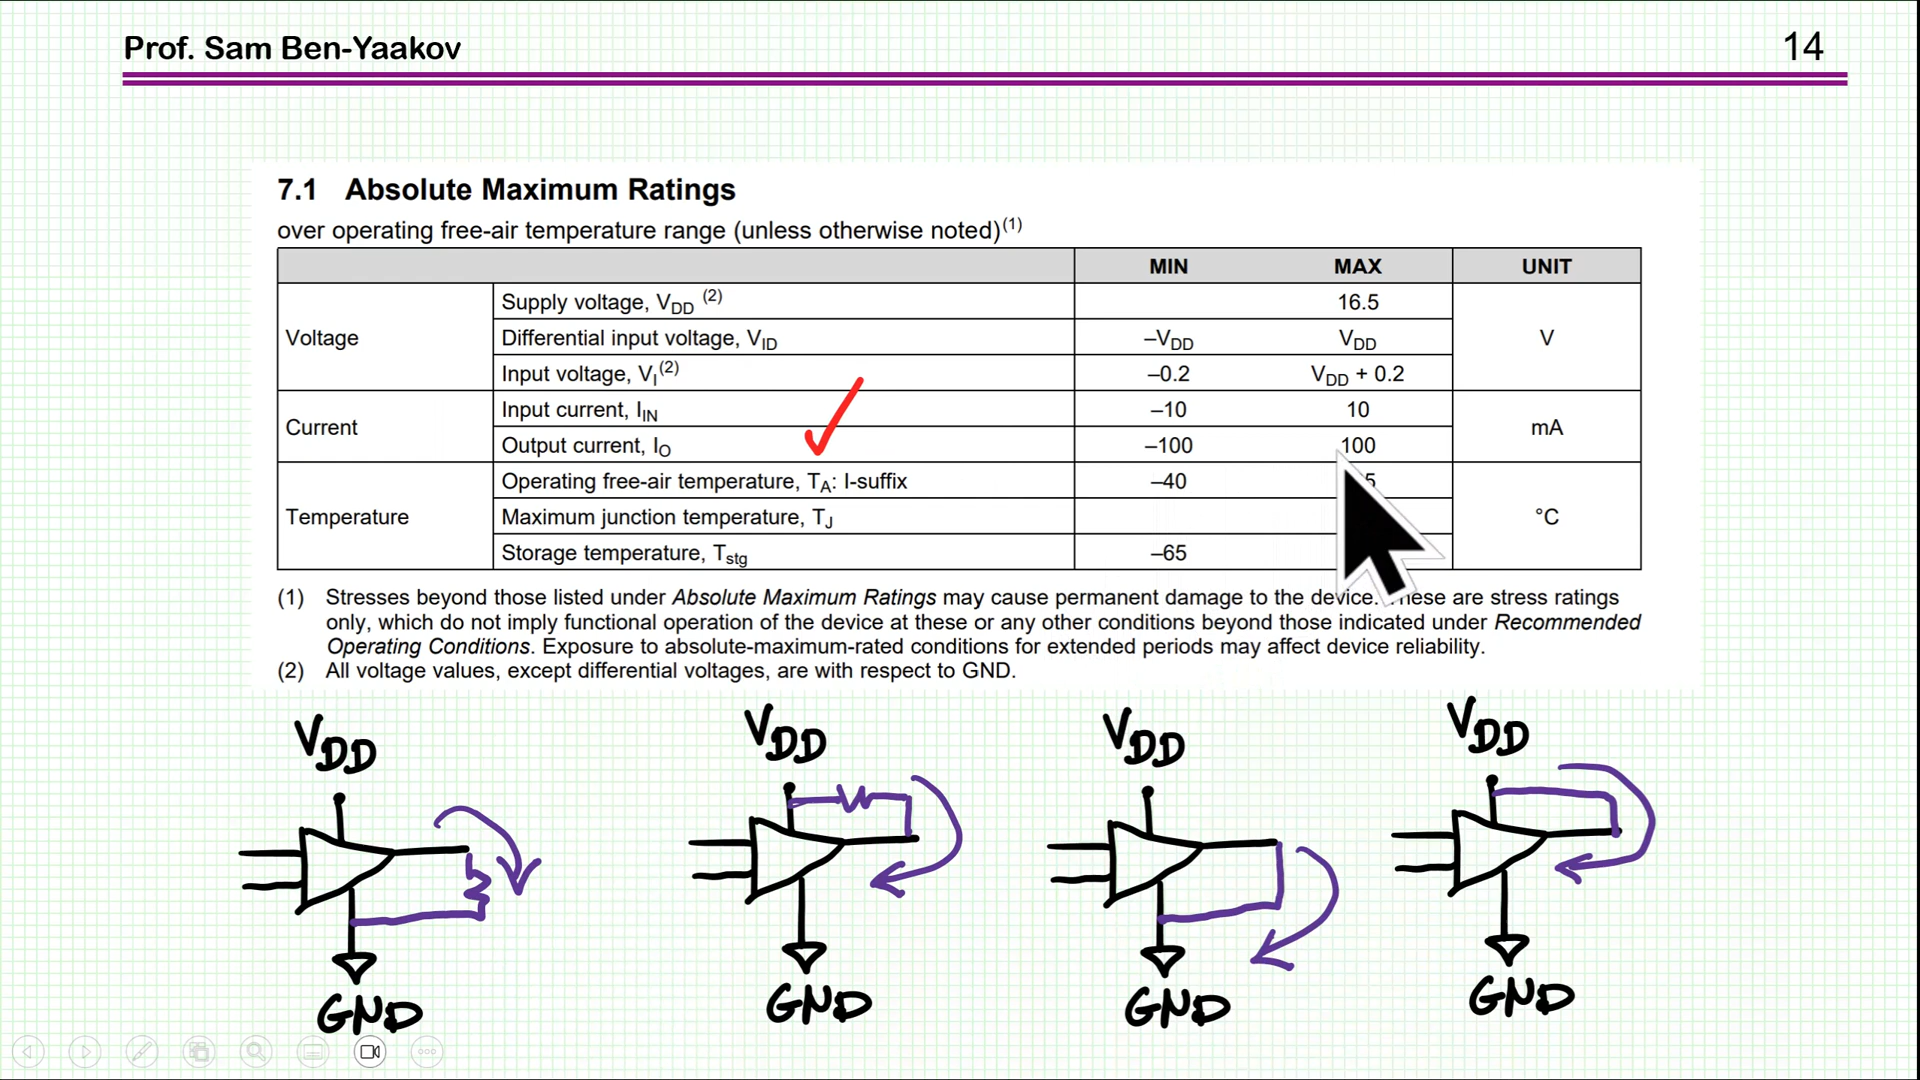 Prof. Sam Ben-Yaakov 14
7.1 Absolute Maximum Ratings
over operating free-air temperature range (unless otherwise noted)(1)
MIN MAX UNIT
Voltage Supply voltage, VDD (2) 16.5 V
Differential input voltage, VID –VDD VDD
Input voltage, VI(2) –0.2 VDD + 0.2
Current Input current, IIN –10 10 mA
Output current, IO –100 100
Temperature Operating free-air temperature, TA: I-suffix –40 °C
Maximum junction temperature, TJ
Storage temperature, Tstg –65
(1) Stresses beyond those listed under Absolute Maximum Ratings may cause permanent damage to the device. These are stress ratings
only, which do not imply functional operation of the device at these or any other conditions beyond those indicated under Recommended
Operating Conditions. Exposure to absolute-maximum-rated conditions for extended periods may affect device reliability.
(2) All voltage values, except differential voltages, are with respect to GND.
VDD VDD VDD VDD
GND GND GND GND